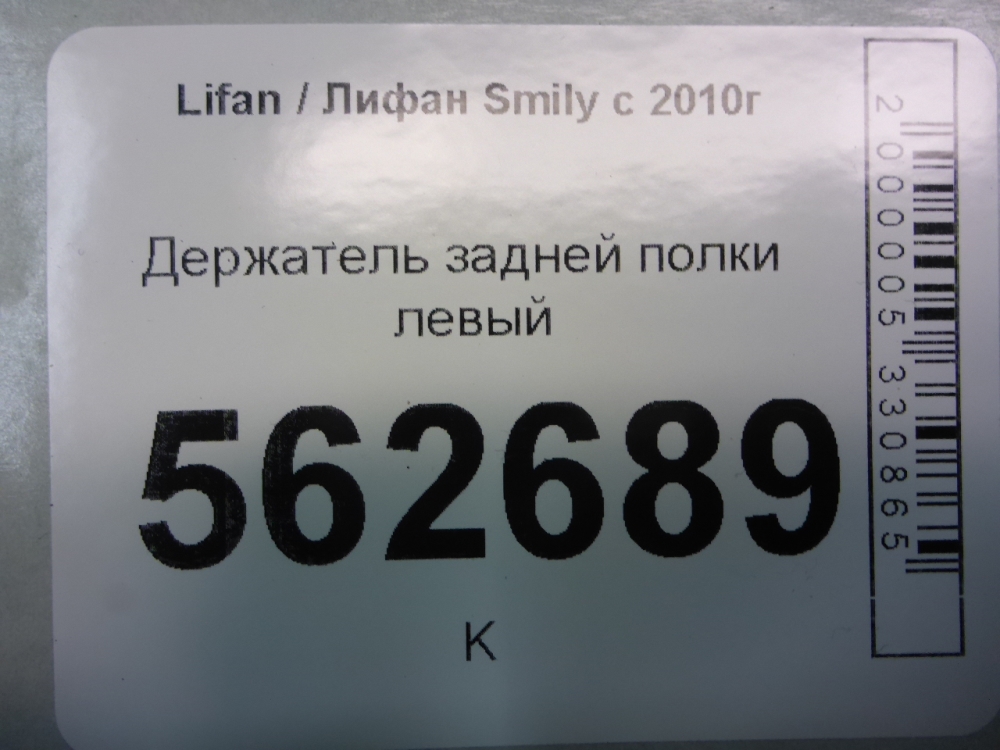 Lifan / Лифан Smily с 2010г
Держатель задней полки
левый
562689
К
2000005330865